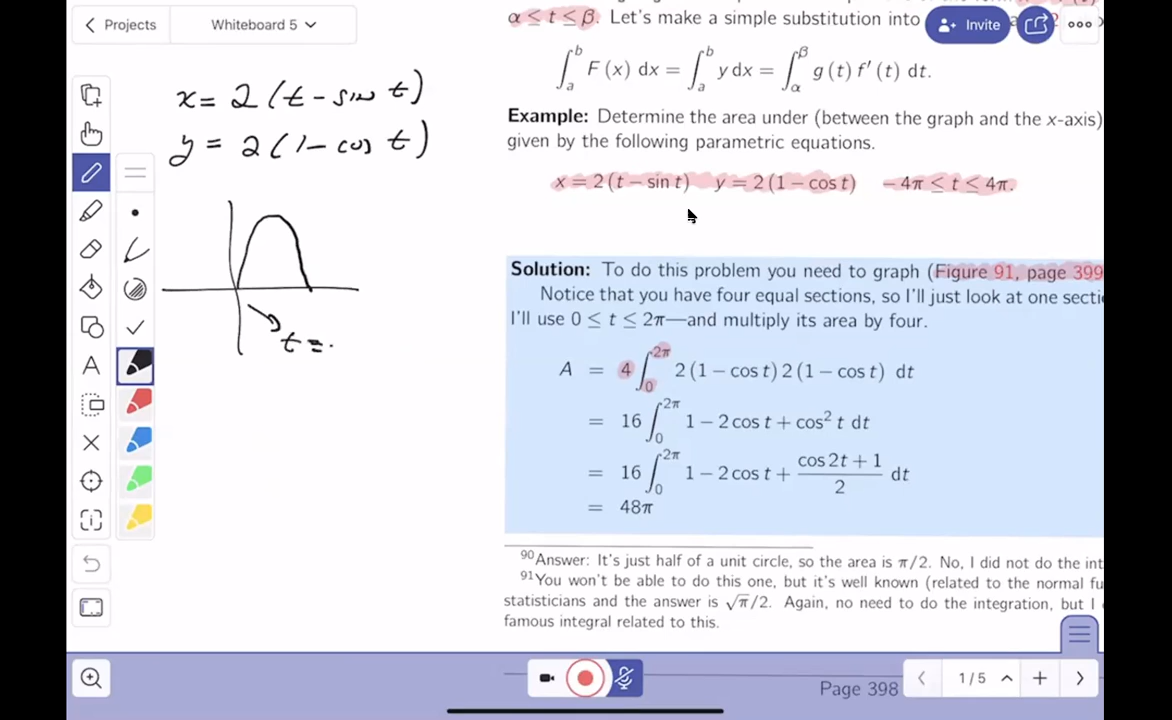 Projects
Whiteboard 5
Invite
x = 2 (t - sin t)
y = 2 (1 - cos t)
t =
α ≤ t ≤ β. Let's make a simple substitution into
∫_a^b F (x) dx = ∫_a^b y dx = ∫_α^β g (t) f′ (t) dt.
Example: Determine the area under (between the graph and the x-axis)
given by the following parametric equations.
x = 2 (t − sin t) y = 2 (1 − cos t) −4π ≤ t ≤ 4π.
Solution: To do this problem you need to graph (Figure 91, page 399
Notice that you have four equal sections, so I'll just look at one secti
I'll use 0 ≤ t ≤ 2π—and multiply its area by four.
A = 4 ∫_0^2π 2 (1 − cos t) 2 (1 − cos t) dt
= 16 ∫_0^2π 1 − 2 cos t + cos² t dt
= 16 ∫_0^2π 1 − 2 cos t + (cos 2t + 1)/2 dt
= 48π
90 Answer: It's just half of a unit circle, so the area is π/2. No, I did not do the int
91 You won't be able to do this one, but it's well known (related to the normal fu
statisticians and the answer is √π/2. Again, no need to do the integration, but I
famous integral related to this.
Page 398
1/5